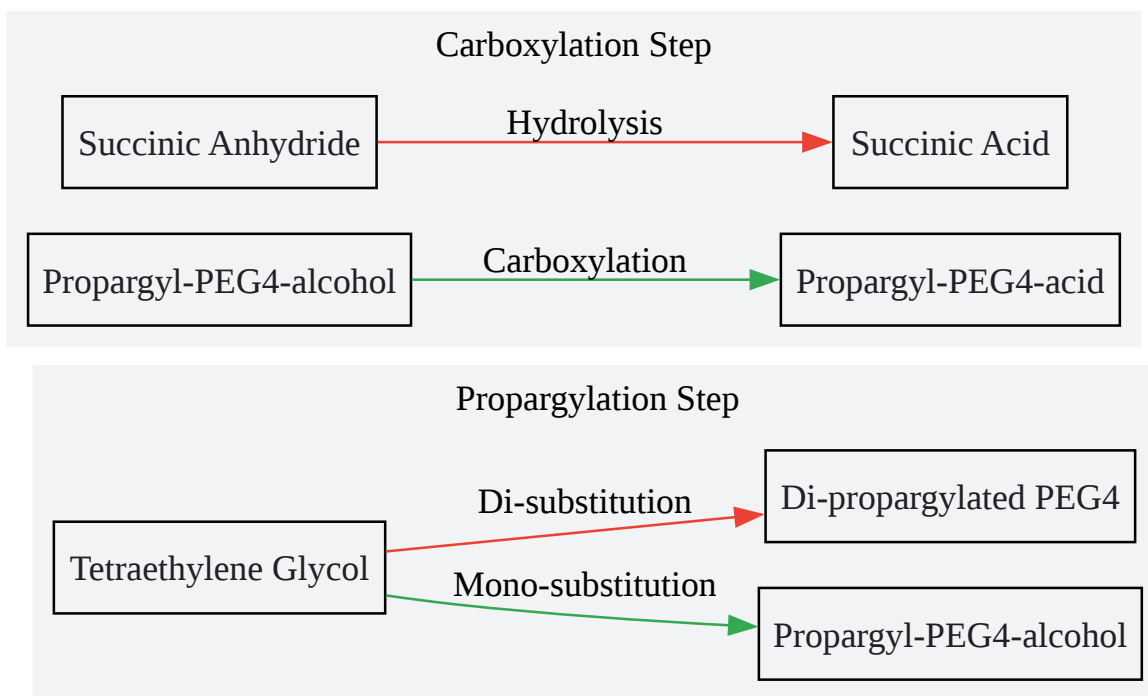 Carboxylation Step
Succinic Anhydride
Hydrolysis
Succinic Acid
Propargyl-PEG4-alcohol
Carboxylation
Propargyl-PEG4-acid
Propargylation Step
Tetraethylene Glycol
Di-substitution
Di-propargylated PEG4
Mono-substitution
Propargyl-PEG4-alcohol